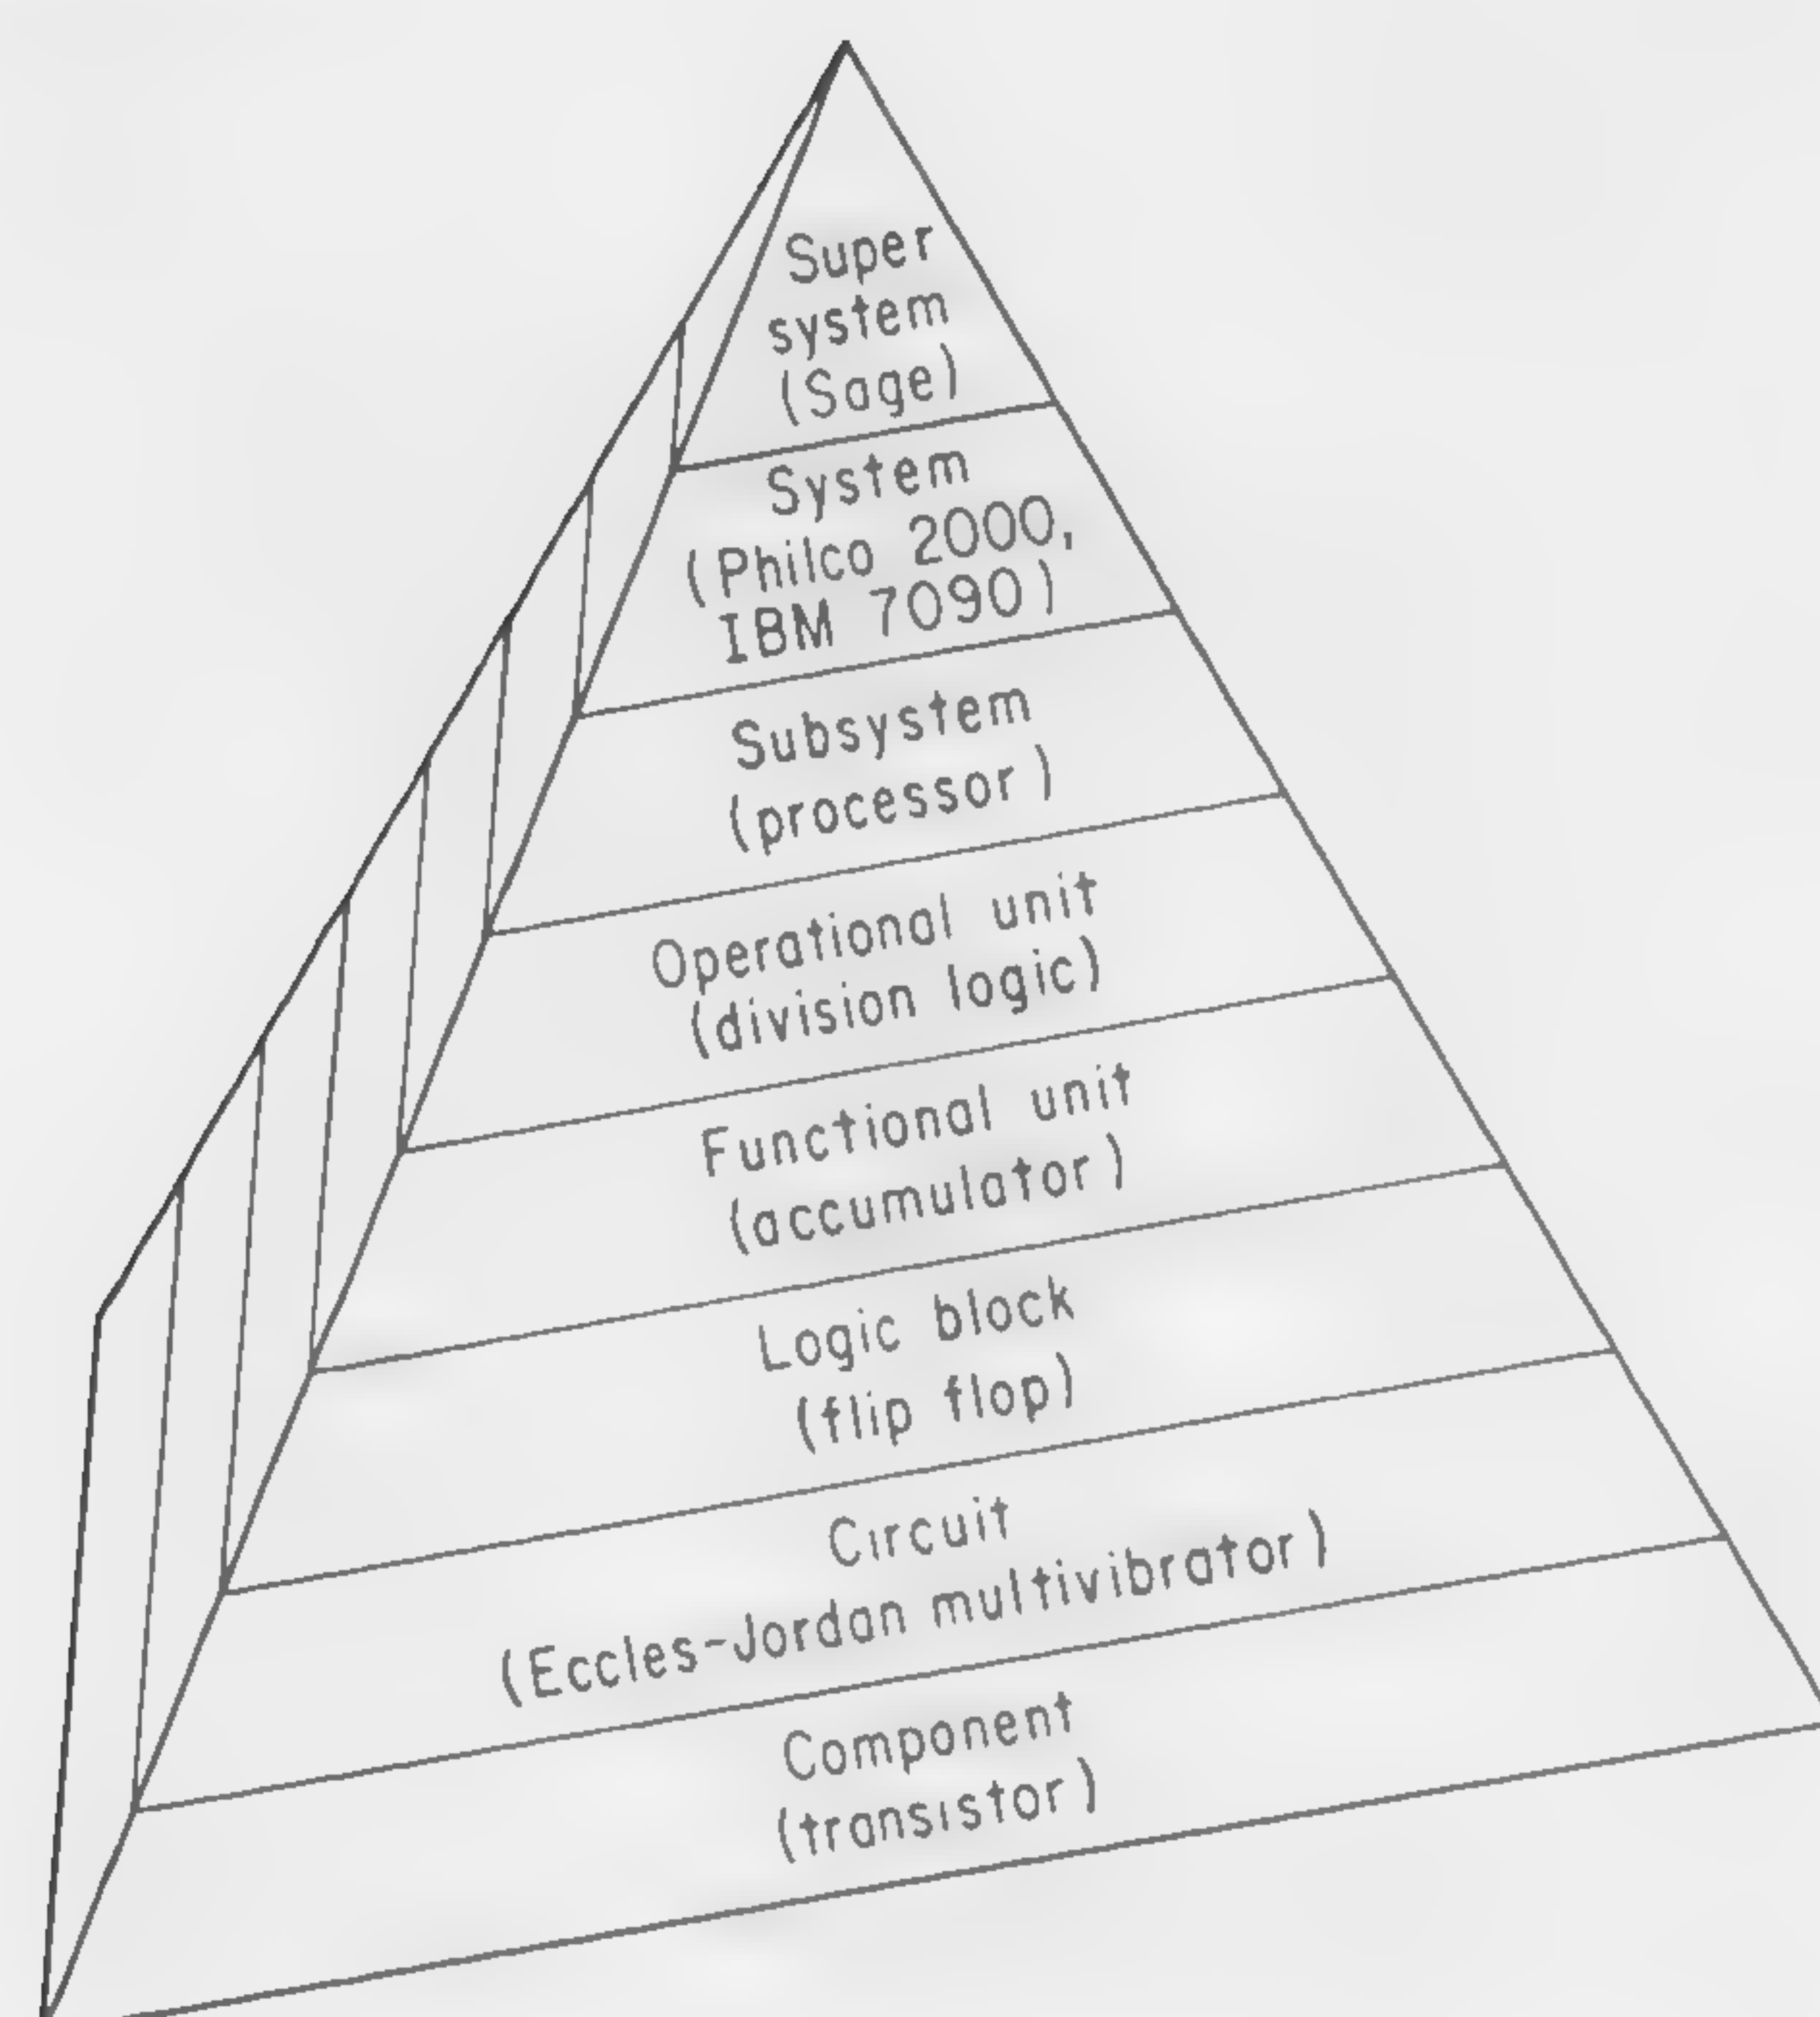 Super
system
(Sage)
System
(Philco 2000,
IBM 7090)
Subsystem
(processor)
Operational unit
(division logic)
Functional unit
(accumulator)
Logic block
(flip flop)
Circuit
(Eccles-Jordan multivibrator)
Component
(transistor)